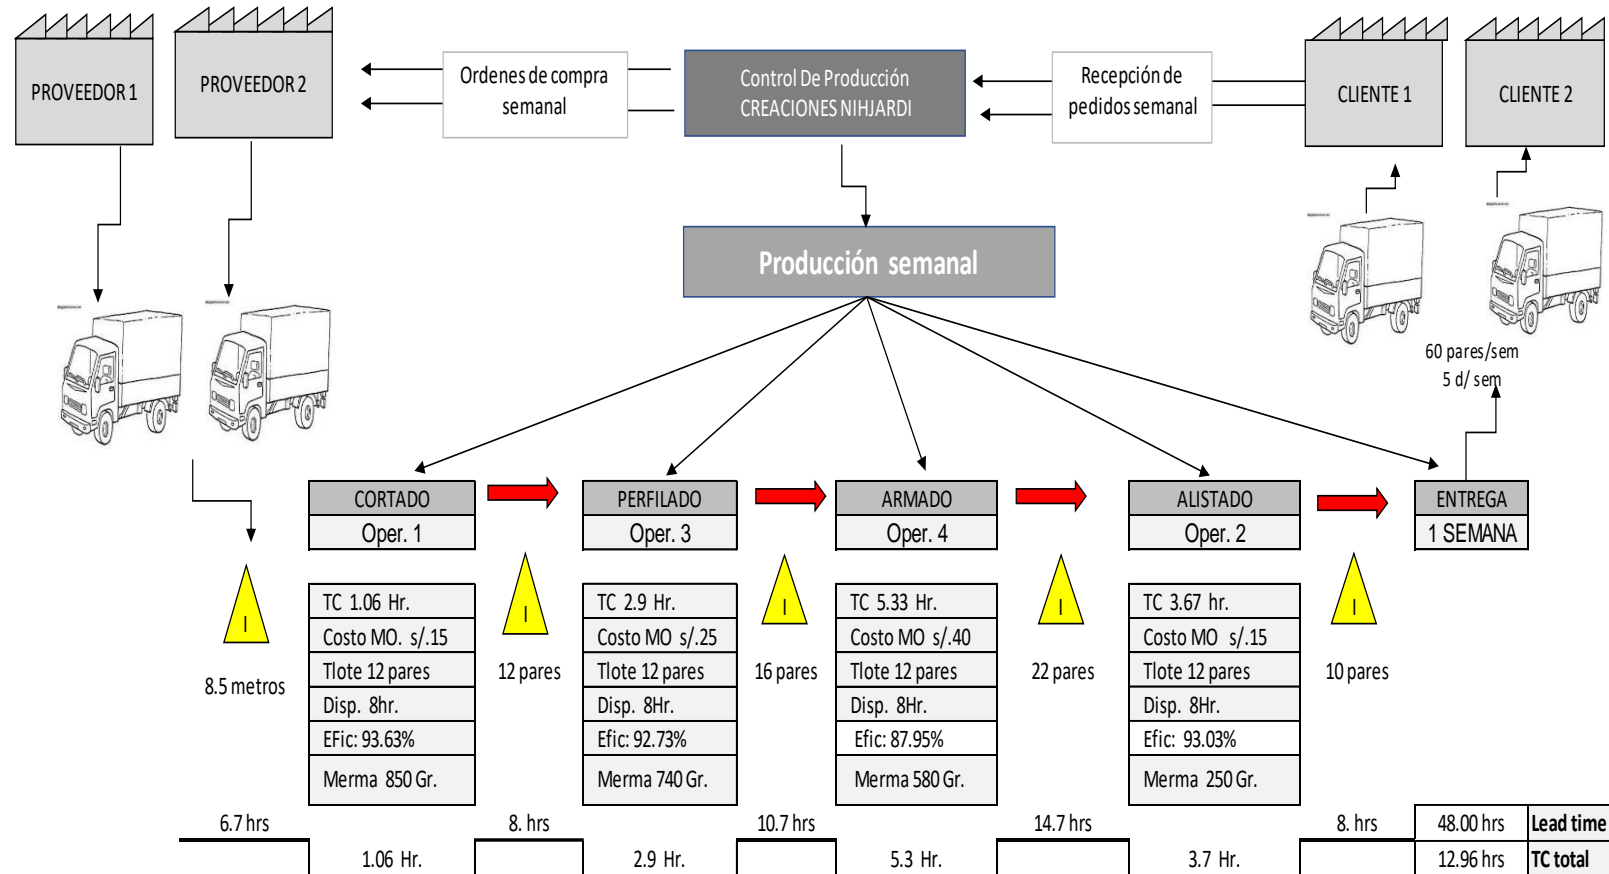 PROVEEDOR 1
PROVEEDOR 2
Ordenes de compra
semanal
Control De Producción
CREACIONES NIHJARDI
Recepción de
pedidos semanal
CLIENTE 1
CLIENTE 2
Producción semanal
60 pares/sem
5 d/ sem
CORTADO
Oper. 1
PERFILADO
Oper. 3
ARMADO
Oper. 4
ALISTADO
Oper. 2
ENTREGA
1 SEMANA
I
8.5 metros
TC 1.06 Hr.
Costo MO. s/.15
Tlote 12 pares
Disp. 8hr.
EFic: 93.63%
Merma 850 Gr.
I
12 pares
TC 2.9 Hr.
Costo MO s/.25
Tlote 12 pares
Disp. 8Hr.
Efic: 92.73%
Merma 740 Gr.
I
16 pares
TC 5.33 Hr.
Costo MO s/.40
Tlote 12 pares
Disp. 8Hr.
Efic: 87.95%
Merma 580 Gr.
I
22 pares
TC 3.67 hr.
Costo MO s/.15
Tlote 12 pares
Disp. 8Hr.
Efic: 93.03%
Merma 250 Gr.
I
10 pares
6.7 hrs
8. hrs
10.7 hrs
14.7 hrs
8. hrs
48.00 hrs
Lead time
1.06 Hr.
2.9 Hr.
5.3 Hr.
3.7 Hr.
12.96 hrs
TC total